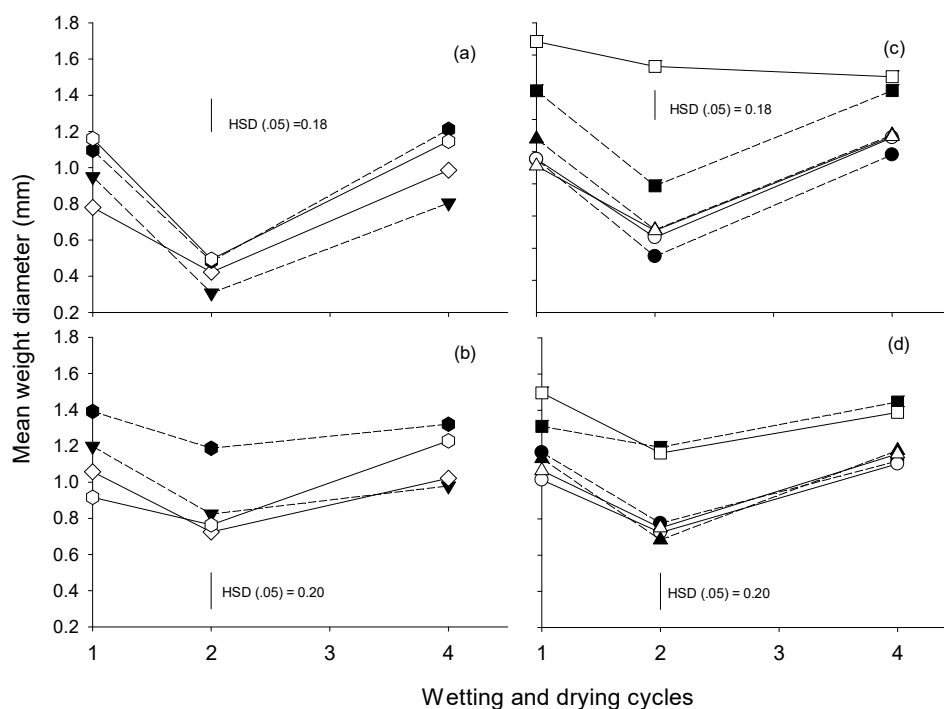 Mean weight diameter (mm)
1.8
1.6
1.4
1.2
1.0
0.8
0.6
0.4
0.2
(a)
HSD (.05) =0.18
(c)
HSD (.05) = 0.18
1.8
1.6
1.4
1.2
1.0
0.8
0.6
0.4
0.2
(b)
HSD (.05) = 0.20
1 2 3 4
(d)
HSD (.05) = 0.20
1 2 3 4
Wetting and drying cycles